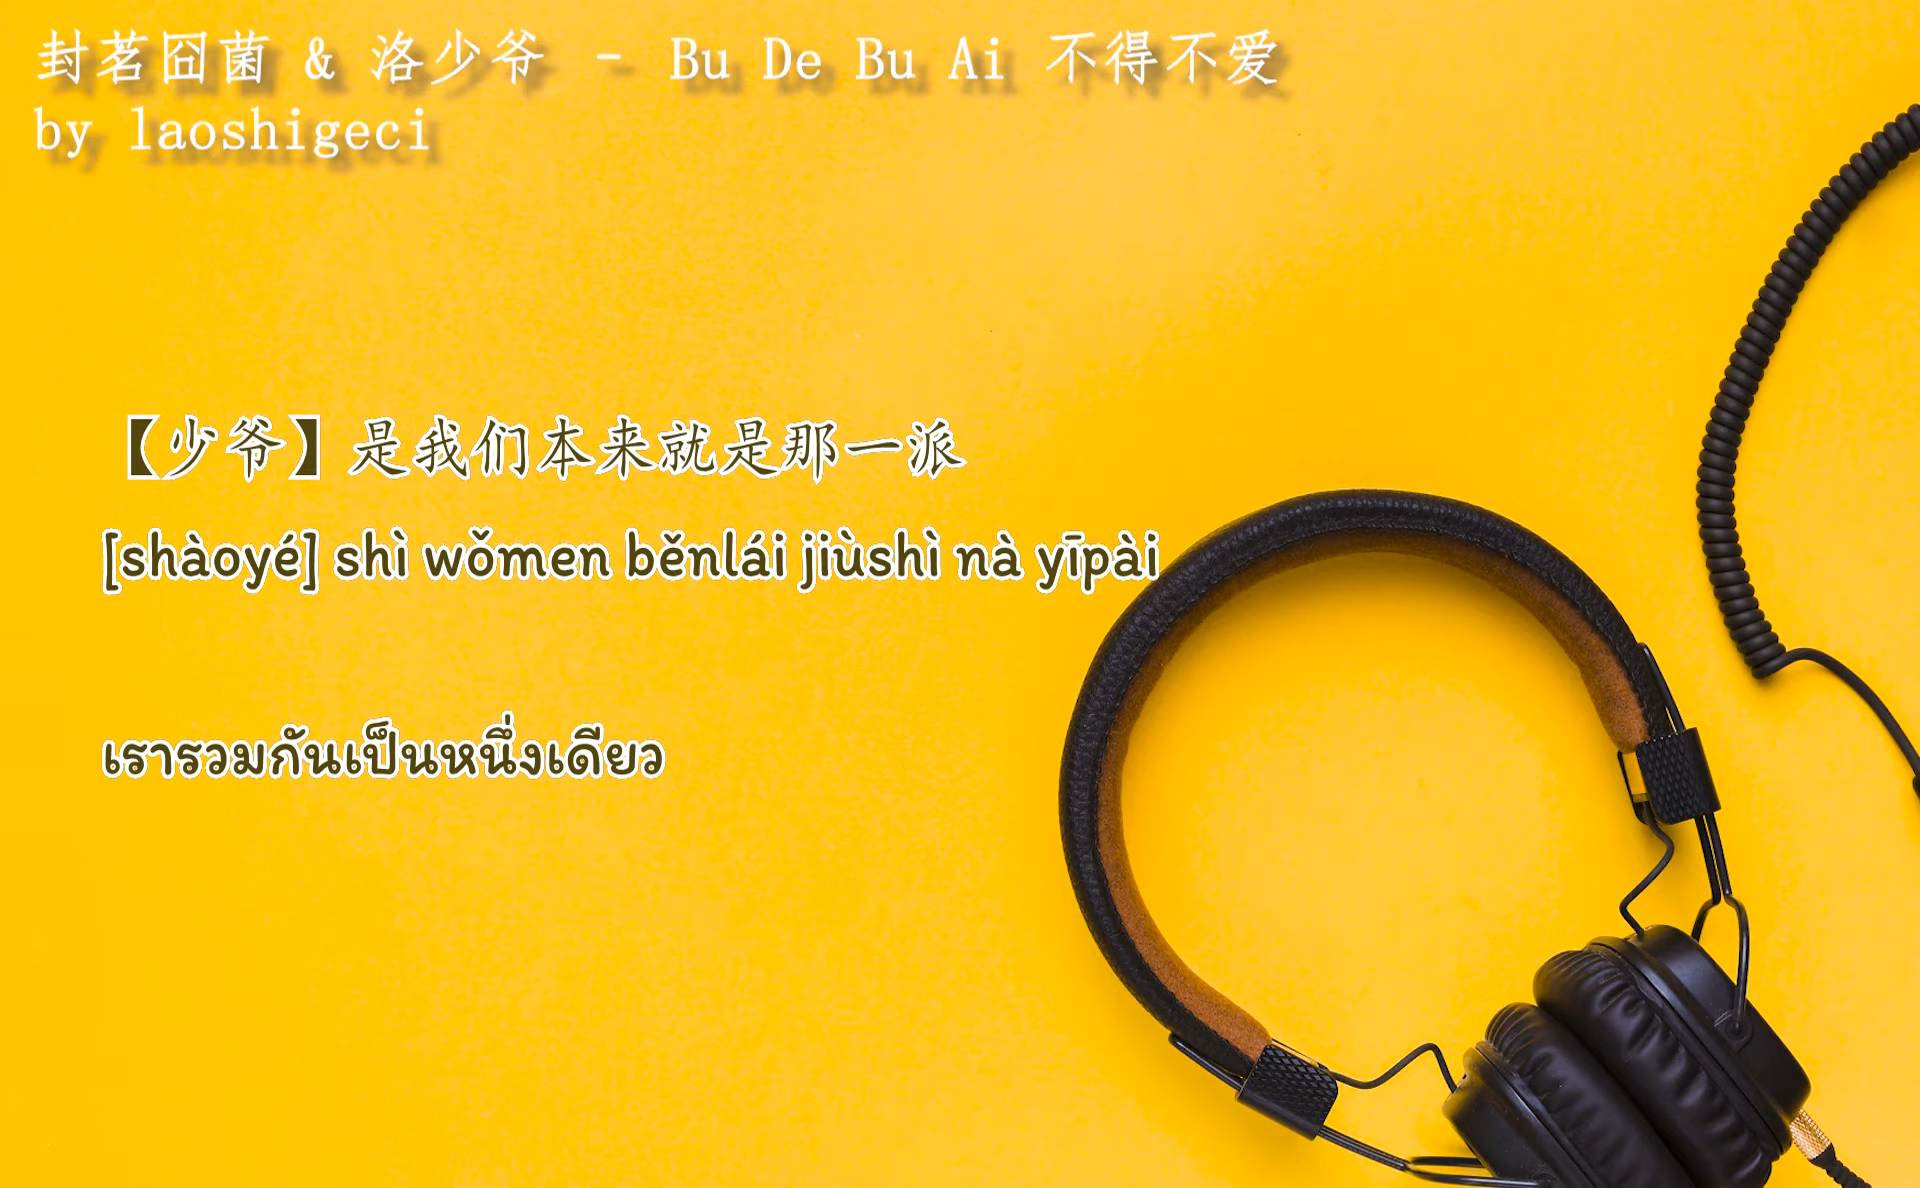 封茗囧菌 & 洛少爷 - Bu De Bu Ai 不得不爱
by laoshigeci
【少爷】是我们本来就是那一派
[shàoyé] shì wǒmen běnlái jiùshì nà yīpài
เรารวมกันเป็นหนึ่งเดียว